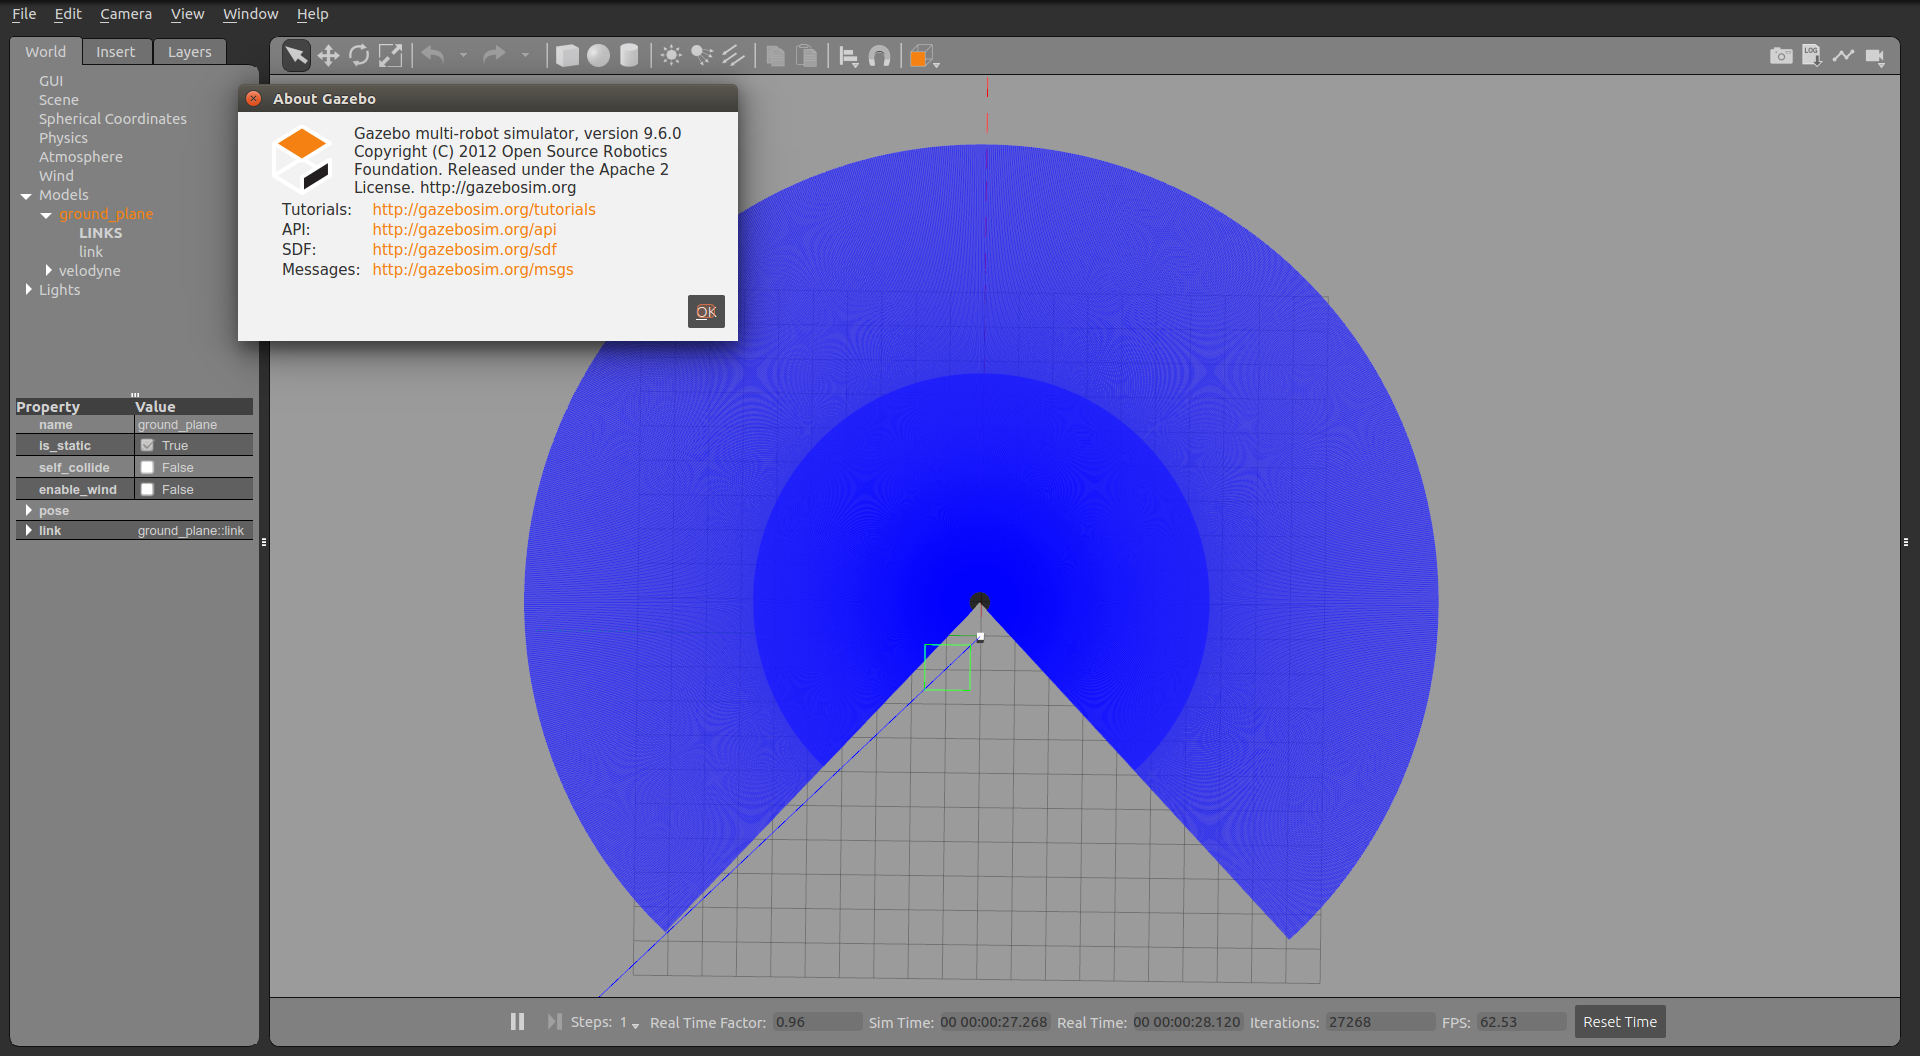 File Edit Camera View Window Help
World Insert Layers
LOG
GUI
Scene
Spherical Coordinates
Physics
Atmosphere
Wind
Models
ground_plane
LINKS
link
velodyne
Lights
About Gazebo
Gazebo multi-robot simulator, version 9.6.0
Copyright (C) 2012 Open Source Robotics
Foundation. Released under the Apache 2
License. http://gazebosim.org
Tutorials: http://gazebosim.org/tutorials
API: http://gazebosim.org/api
SDF: http://gazebosim.org/sdf
Messages: http://gazebosim.org/msgs
OK
Property Value
name ground_plane
is_static True
self_collide False
enable_wind False
pose
link ground_plane::link
Steps: 1 Real Time Factor: 0.96 Sim Time: 00 00:00:27.268 Real Time: 00 00:00:28.120 Iterations: 27268 FPS: 62.53 Reset Time